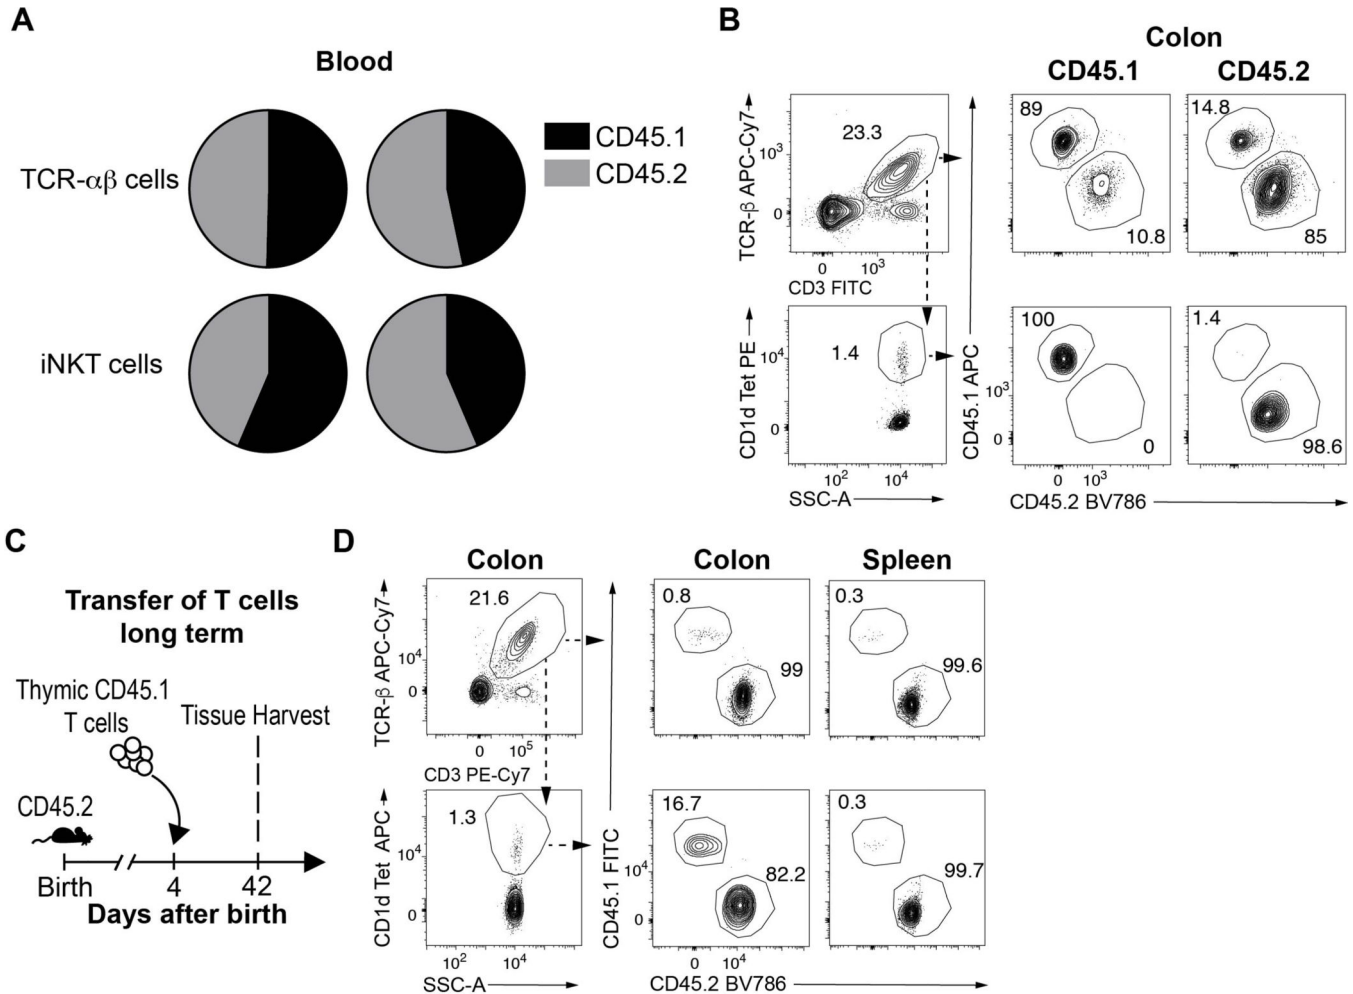 A
Blood
TCR-αβ cells
iNKT cells
CD45.1
CD45.2
B
Colon
CD45.1
CD45.2
TCR-β APC-Cy7
10³
0
23.3
0
10³
CD3 FITC
89
10.8
14.8
85
CD1d Tet PE
10⁴
0
1.4
10²
10⁴
SSC-A
CD45.1 APC
10³
0
100
0
1.4
98.6
0
10³
CD45.2 BV786
C
Transfer of T cells
long term
Thymic CD45.1
T cells
Tissue Harvest
CD45.2
Birth
4
42
Days after birth
D
Colon
Colon
Spleen
TCR-β APC-Cy7
10⁴
0
21.6
0
10⁵
CD3 PE-Cy7
0.8
99
0.3
99.6
CD1d Tet APC
10⁴
0
1.3
10²
10⁴
SSC-A
CD45.1 FITC
10⁴
0
16.7
82.2
0.3
99.7
0
10⁴
CD45.2 BV786